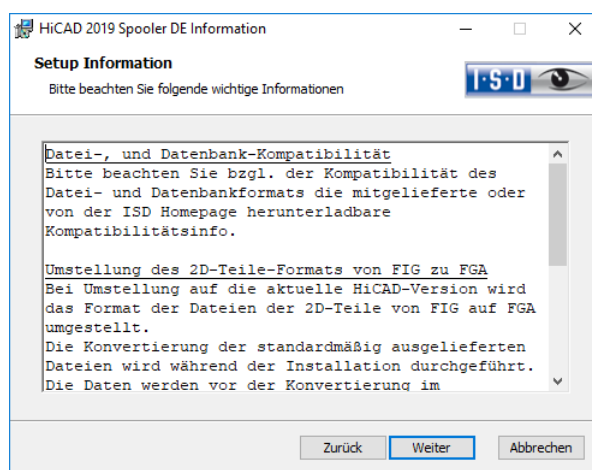 HiCAD 2019 Spooler DE Information
Setup Information
Bitte beachten Sie folgende wichtige Informationen
I·S·D
Datei-, und Datenbank-Kompatibilität
Bitte beachten Sie bzgl. der Kompatibilität des
Datei- und Datenbankformats die mitgelieferte oder
von der ISD Homepage herunterladbare
Kompatibilitätsinfo.
Umstellung des 2D-Teile-Formats von FIG zu FGA
Bei Umstellung auf die aktuelle HiCAD-Version wird
das Format der Dateien der 2D-Teile von FIG auf FGA
umgestellt.
Die Konvertierung der standardmäßig ausgelieferten
Dateien wird während der Installation durchgeführt.
Die Daten werden vor der Konvertierung im
Zurück
Weiter
Abbrechen